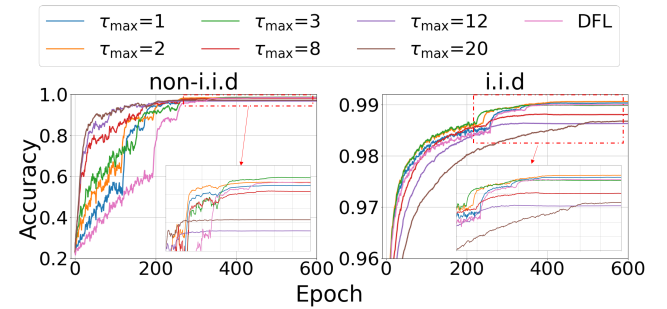 τmax=1 τmax=3 τmax=12 DFL
τmax=2 τmax=8 τmax=20
non-i.i.d i.i.d
1.0
0.8
0.6
0.4
0.2
0 200 400 600
0.99
0.98
0.97
0.96
0 200 400 600
Accuracy
Epoch